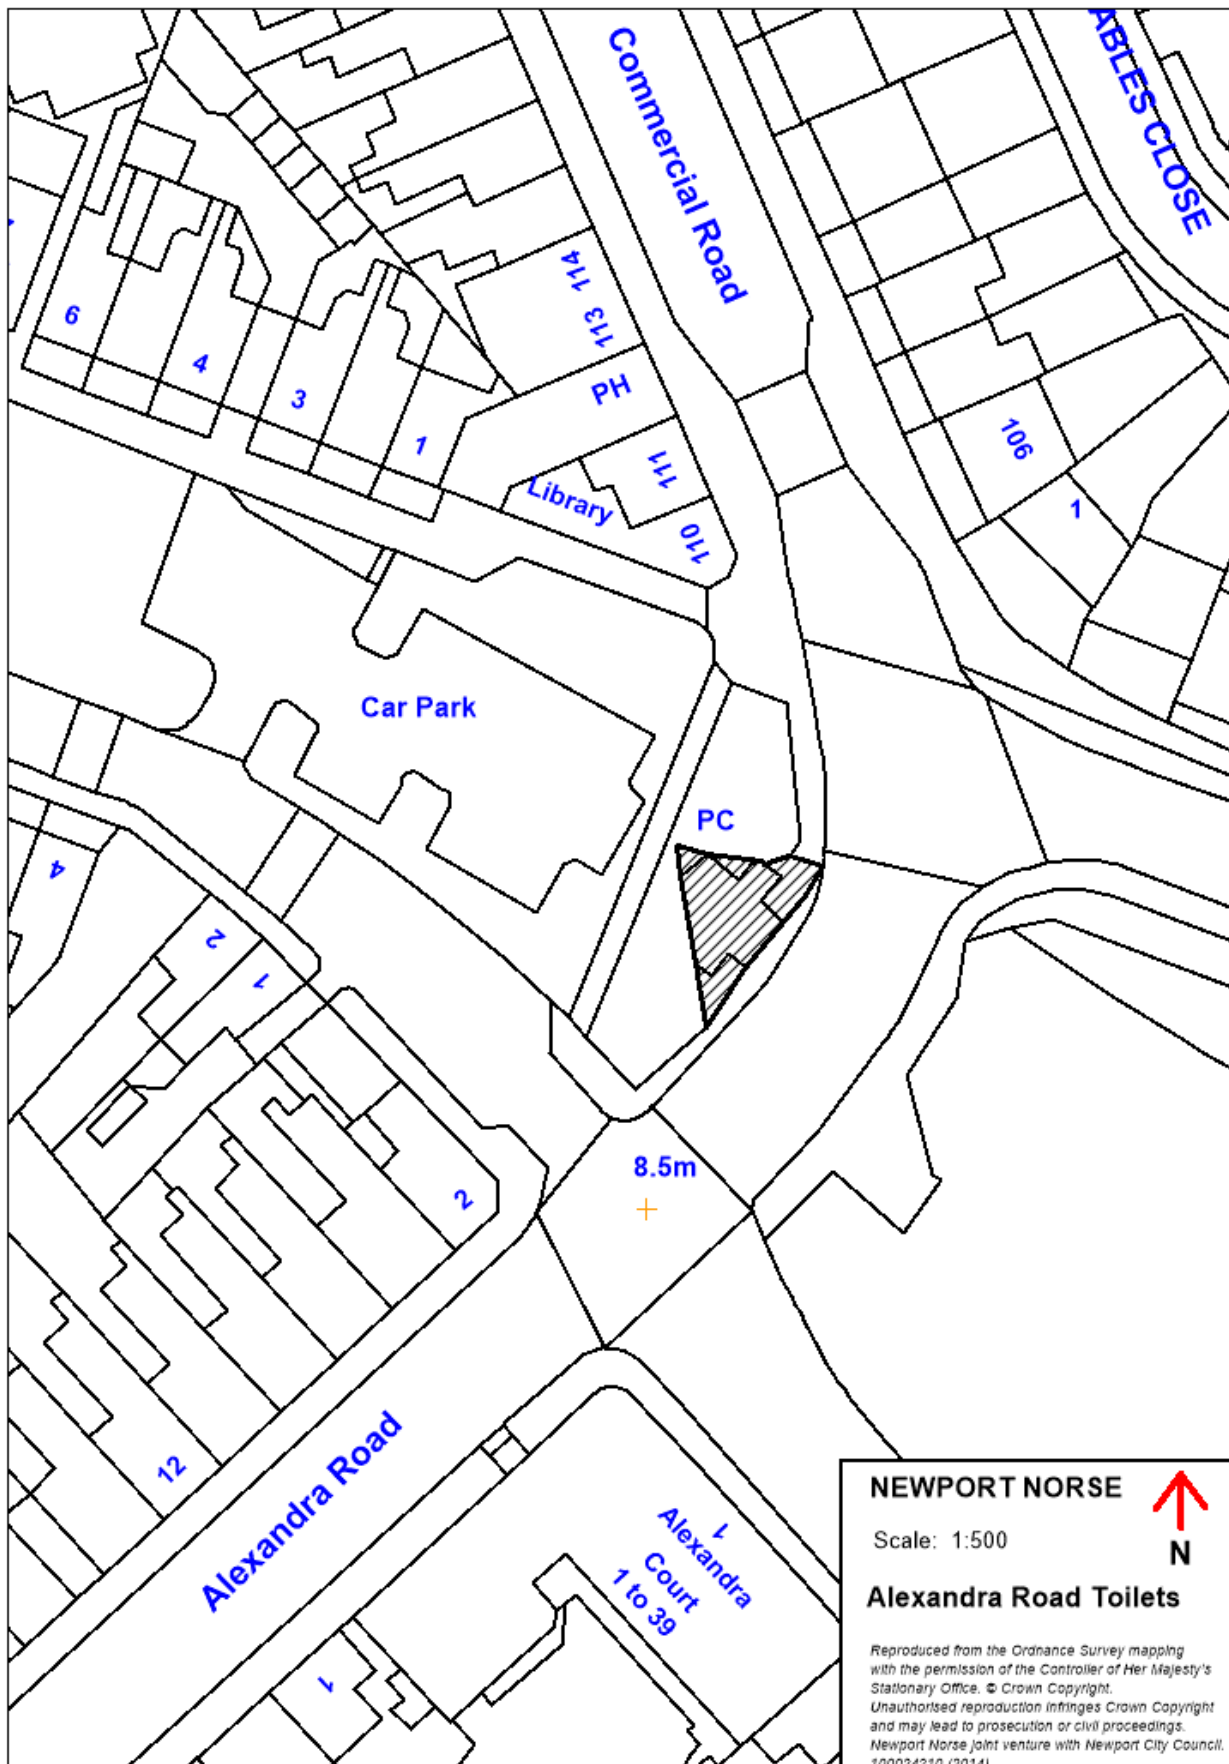 Commercial Road
ABLES CLOSE
114
113
PH
111
110
Library
6
4
3
1
106
1
Car Park
PC
4
2
1
2
8.5m
12
Alexandra Road
1
Alexandra
Court
1 to 39
1
NEWPORT NORSE
Scale: 1:500
N
Alexandra Road Toilets
Reproduced from the Ordnance Survey mapping
with the permission of the Controller of Her Majesty's
Stationary Office. © Crown Copyright.
Unauthorised reproduction infringes Crown Copyright
and may lead to prosecution or civil proceedings.
Newport Norse joint venture with Newport City Council.
100024210 (2014)